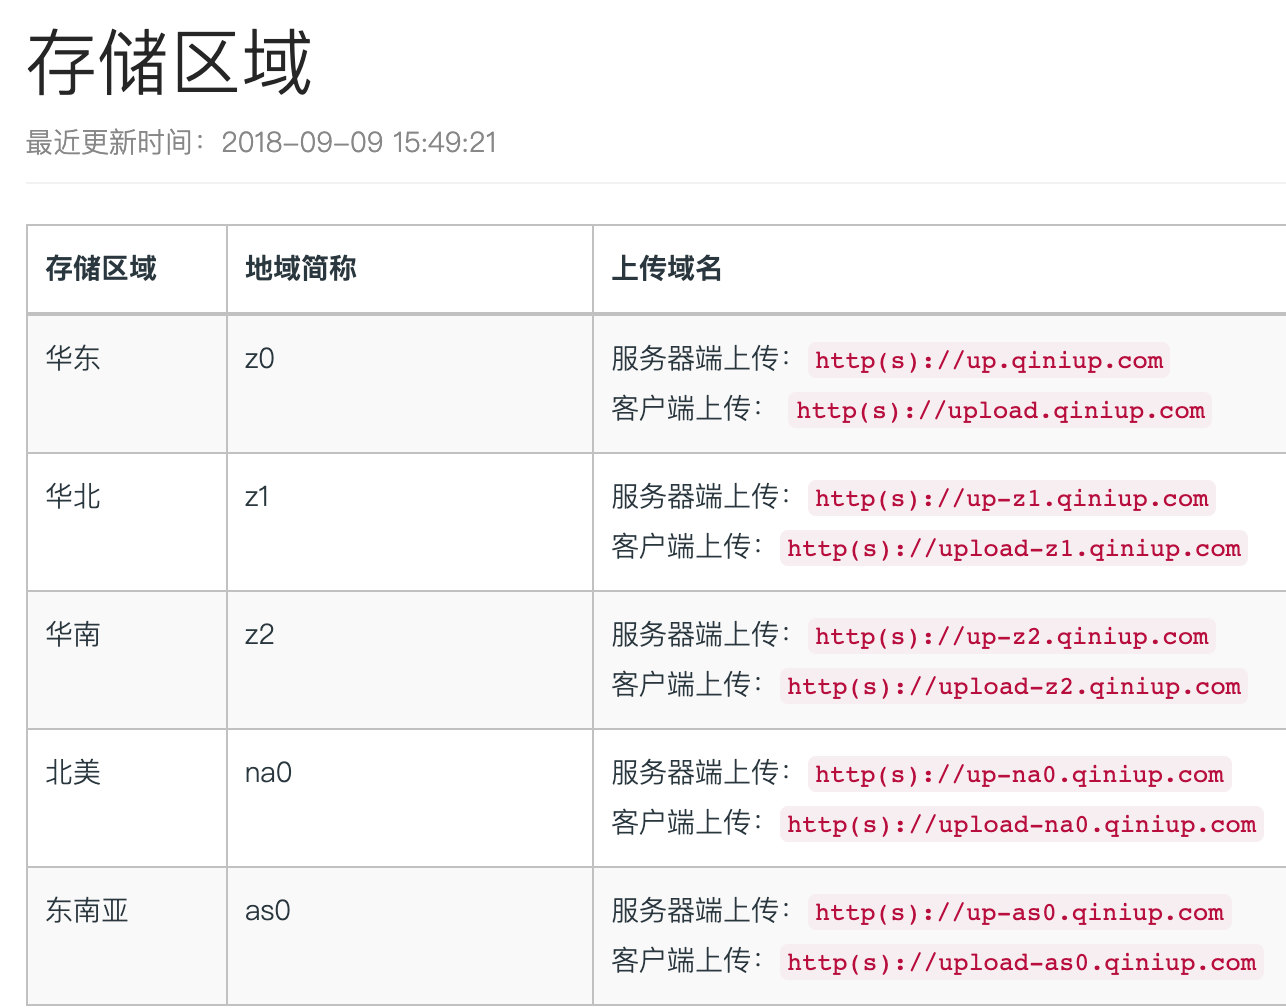 存储区域
最近更新时间：2018-09-09 15:49:21
存储区域 地域简称 上传域名
华东 z0 服务器端上传： http(s)://up.qiniup.com
客户端上传： http(s)://upload.qiniup.com
华北 z1 服务器端上传： http(s)://up-z1.qiniup.com
客户端上传： http(s)://upload-z1.qiniup.com
华南 z2 服务器端上传： http(s)://up-z2.qiniup.com
客户端上传： http(s)://upload-z2.qiniup.com
北美 na0 服务器端上传： http(s)://up-na0.qiniup.com
客户端上传： http(s)://upload-na0.qiniup.com
东南亚 as0 服务器端上传： http(s)://up-as0.qiniup.com
客户端上传： http(s)://upload-as0.qiniup.com